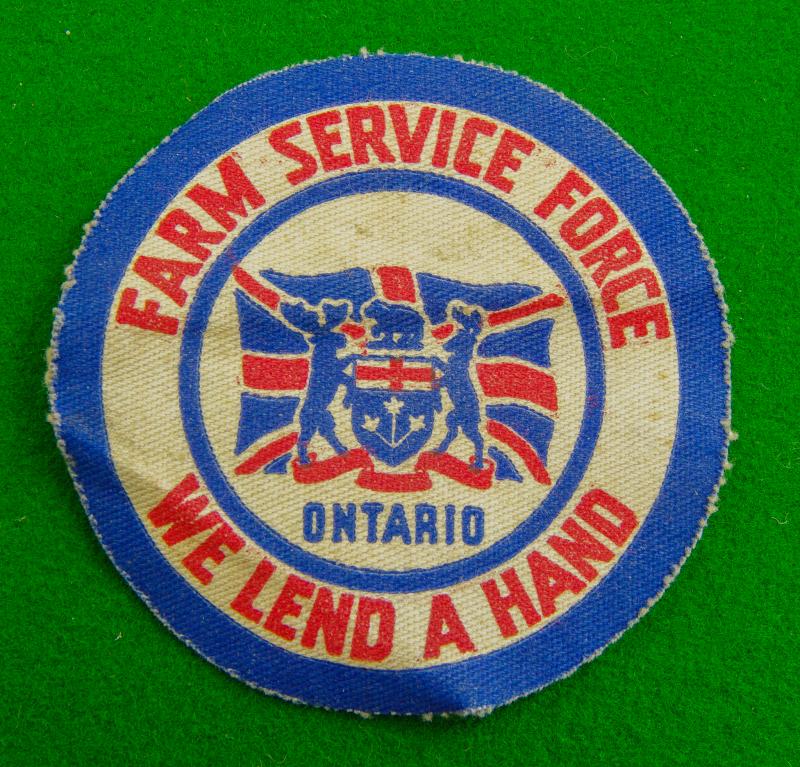 FARM SERVICE FORCE
ONTARIO
WE LEND A HAND